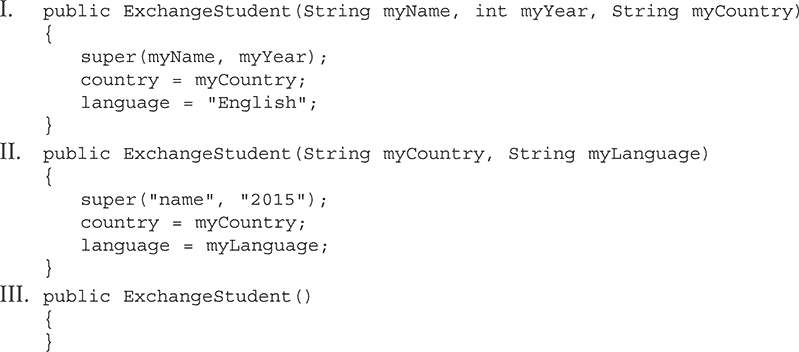 I. public ExchangeStudent(String myName, int myYear, String myCountry)
{
super(myName, myYear);
country = myCountry;
language = "English";
}
II. public ExchangeStudent(String myCountry, String myLanguage)
{
super("name", "2015");
country = myCountry;
language = myLanguage;
}
III. public ExchangeStudent()
{
}